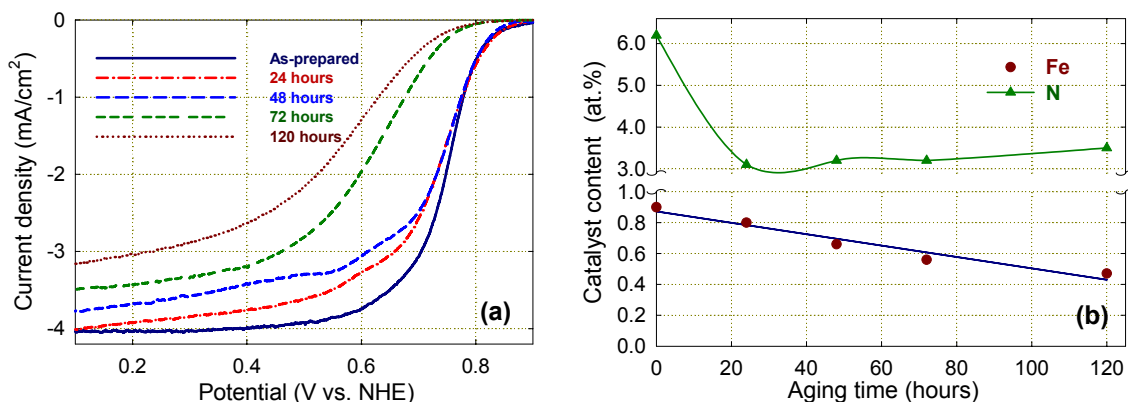 0
-1
-2
-3
-4
Current density (mA/cm2)
As-prepared
24 hours
48 hours
72 hours
120 hours
(a)
0.2 0.4 0.6 0.8
Potential (V vs. NHE)
6.0
5.0
4.0
3.0
1.0
0.8
0.6
0.4
0.2
0.0
Catalyst content (at.%)
Fe
N
(b)
0 20 40 60 80 100 120
Aging time (hours)